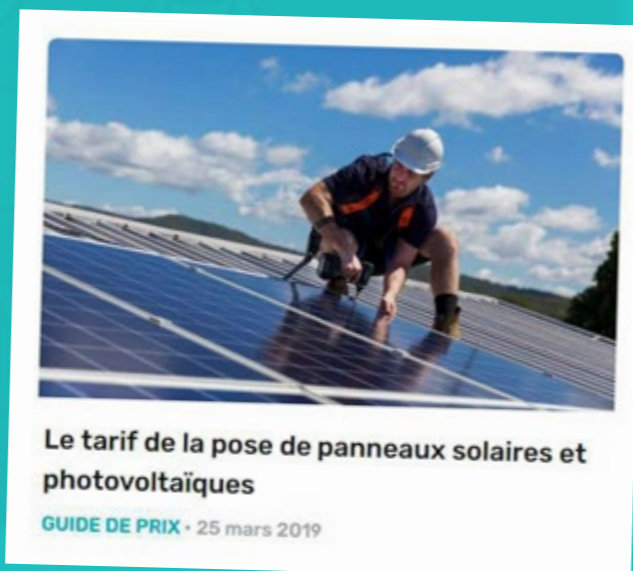 Le tarif de la pose de panneaux solaires et
photovoltaïques
GUIDE DE PRIX • 25 mars 2019